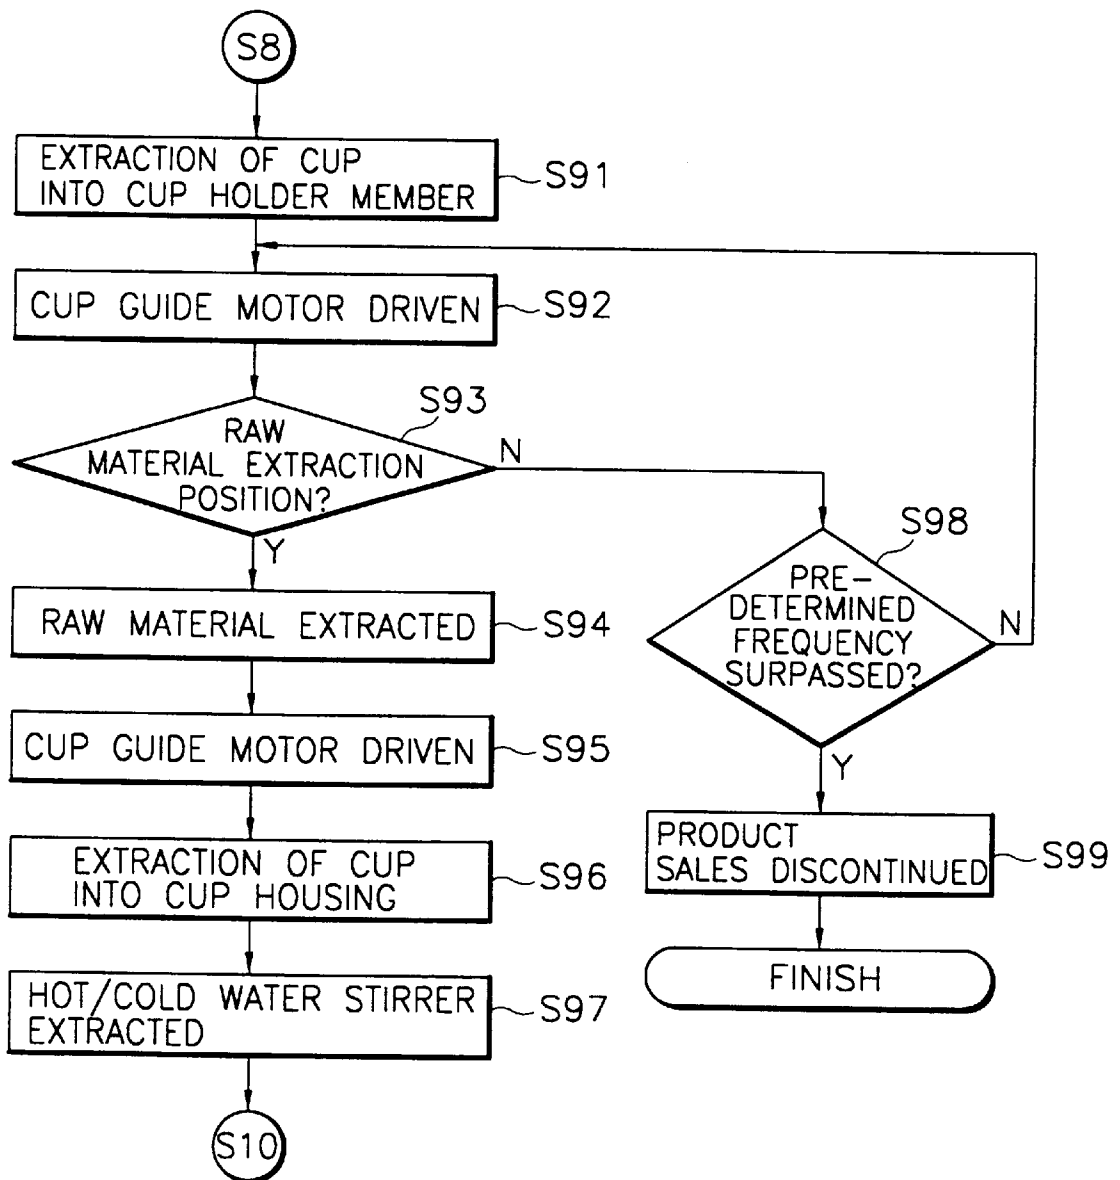 S8
EXTRACTION OF CUP
INTO CUP HOLDER MEMBER
S91
CUP GUIDE MOTOR DRIVEN
S92
S93
RAW
MATERIAL EXTRACTION
POSITION?
N
Y
S98
PRE-
DETERMINED
FREQUENCY
SURPASSED?
N
Y
RAW MATERIAL EXTRACTED
S94
CUP GUIDE MOTOR DRIVEN
S95
EXTRACTION OF CUP
INTO CUP HOUSING
S96
HOT/COLD WATER STIRRER
EXTRACTED
S97
S10
PRODUCT
SALES DISCONTINUED
S99
FINISH